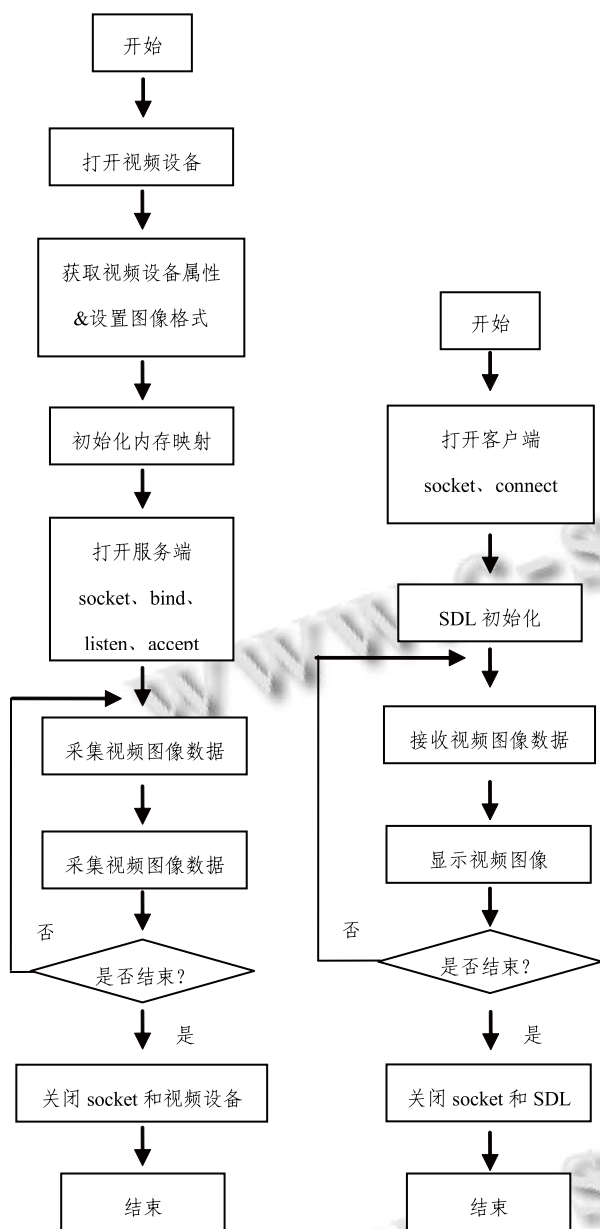 开始
打开视频设备
获取视频设备属性
&设置图像格式
初始化内存映射
打开服务端
socket、bind、
listen、accept
采集视频图像数据
采集视频图像数据
否
是否结束?
是
关闭 socket 和视频设备
结束
开始
打开客户端
socket、connect
SDL 初始化
接收视频图像数据
显示视频图像
否
是否结束?
是
关闭 socket 和 SDL
结束
www
c-s